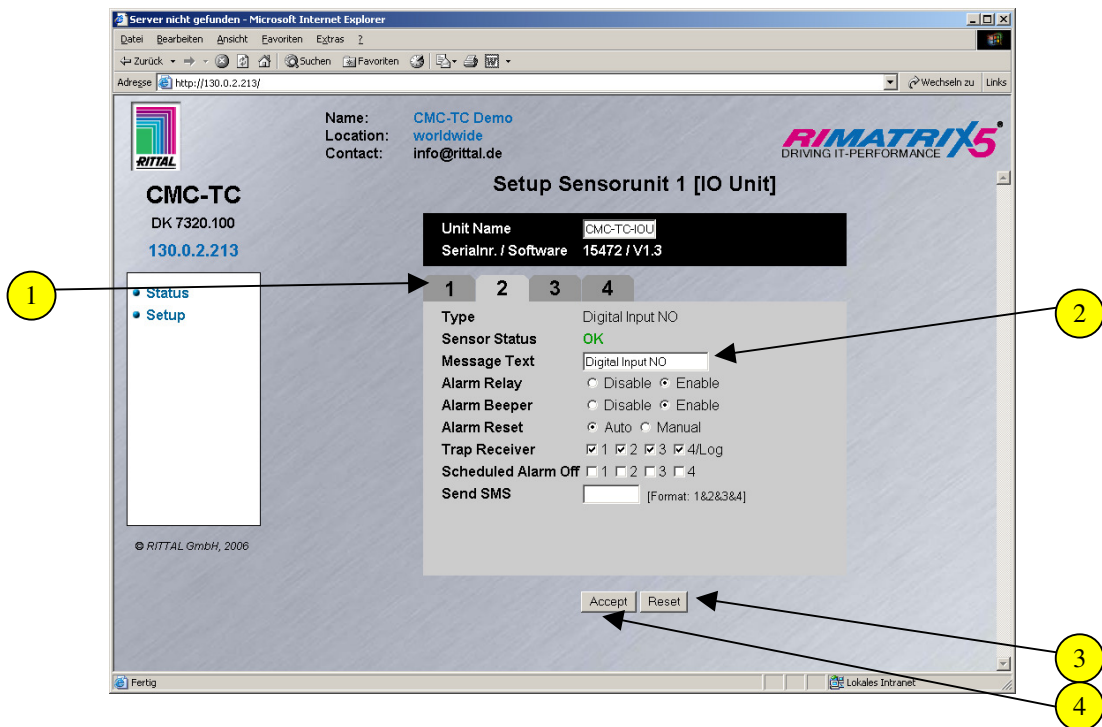 Server nicht gefunden - Microsoft Internet Explorer
Datei Bearbeiten Ansicht Favoriten Extras ?
Zurück Suchen Favoriten
Adresse http://130.0.2.213/ Wechseln zu Links
RITTAL
Name: CMC-TC Demo
Location: worldwide
Contact: info@rittal.de
RIMATRIX5
DRIVING IT-PERFORMANCE
CMC-TC
DK 7320.100
130.0.2.213
Status
Setup
© RITTAL GmbH, 2006
Setup Sensorunit 1 [IO Unit]
Unit Name CMC-TC-IOU
Serialnr. / Software 15472 / V1.3
1 2 3 4
Type Digital Input NO
Sensor Status OK
Message Text Digital Input NO
Alarm Relay Disable Enable
Alarm Beeper Disable Enable
Alarm Reset Auto Manual
Trap Receiver 1 2 3 4/Log
Scheduled Alarm Off 1 2 3 4
Send SMS [Format: 1&2&3&4]
Accept Reset
Fertig Lokales Intranet
1
2
3
4